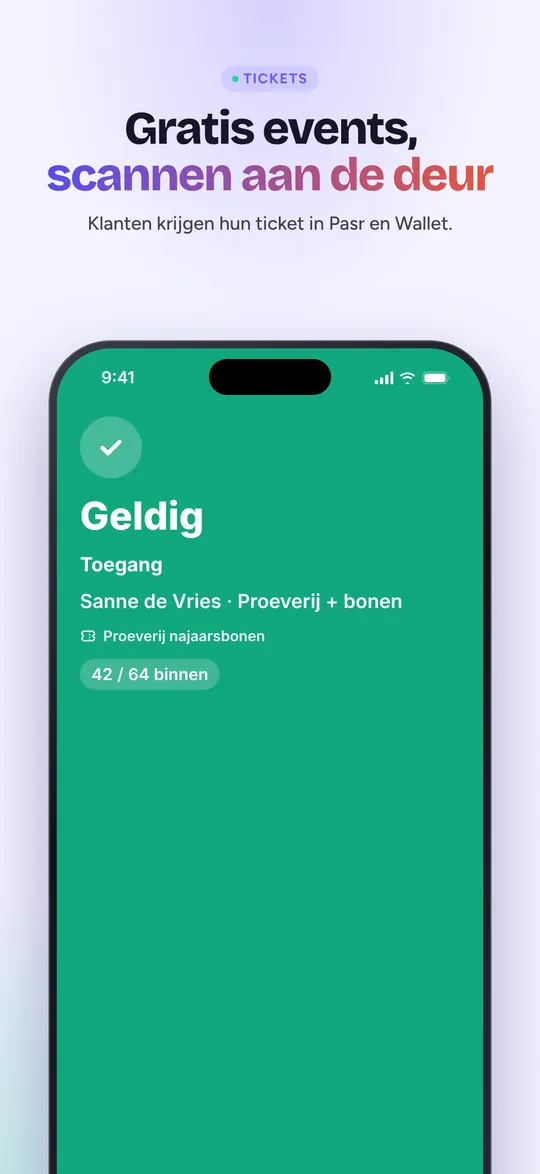 TICKETS
Gratis events,
scannen aan de deur
Klanten krijgen hun ticket in Pasr en Wallet.
9:41
Geldig
Toegang
Sanne de Vries · Proeverij + bonen
Proeverij najaarsbonen
42 / 64 binnen